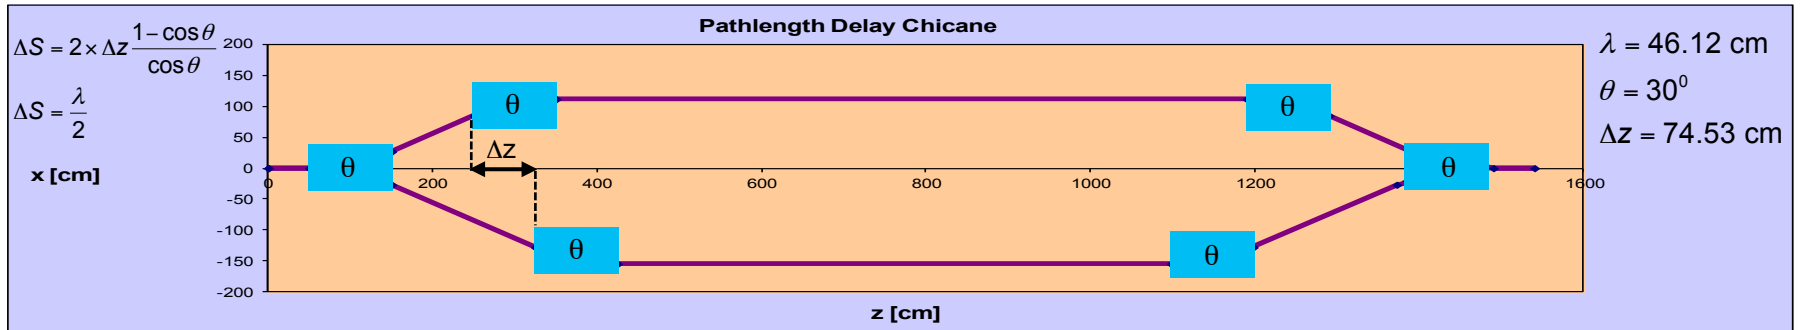 Pathlength Delay Chicane
ΔS = 2 × Δz (1 − cosθ) / cosθ
ΔS = λ / 2
x [cm]
200
150
100
50
0
-50
-100
-150
-200
0 200 400 600 800 1000 1200 1400 1600
z [cm]
θ
θ
θ
θ
θ
θ
Δz
λ = 46.12 cm
θ = 30⁰
Δz = 74.53 cm